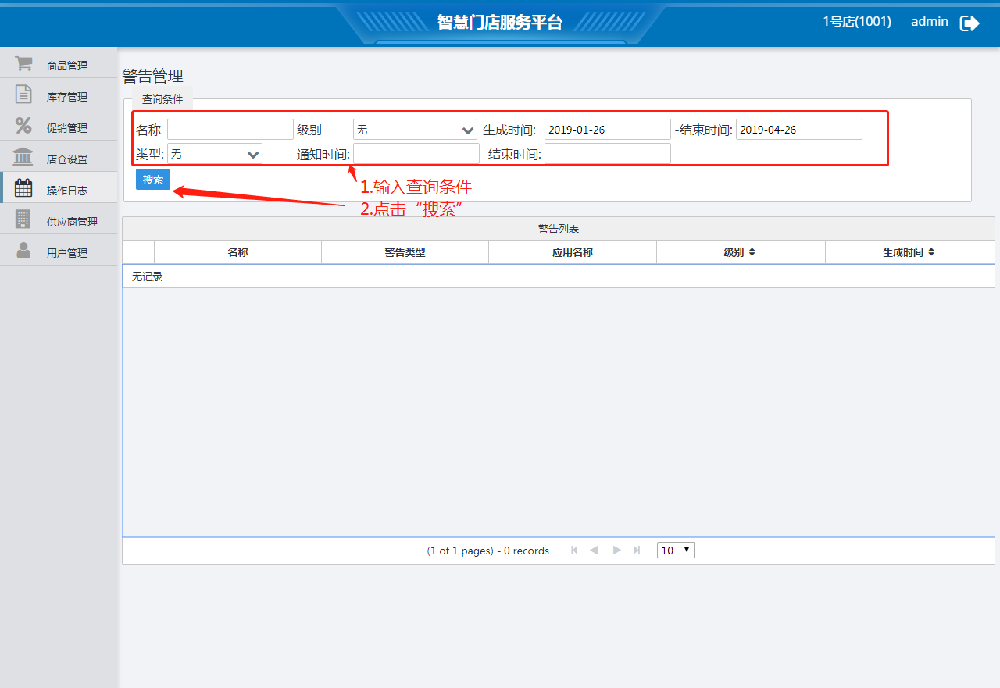 智慧门店服务平台
1号店(1001) admin
商品管理
库存管理
促销管理
店仓设置
操作日志
供应商管理
用户管理
警告管理
查询条件
名称 级别 无 生成时间: 2019-01-26 -结束时间: 2019-04-26
类型: 无 通知时间: -结束时间:
搜索
1.输入查询条件
2.点击“搜索”
警告列表
名称 警告类型 应用名称 级别 生成时间
无记录
(1 of 1 pages) - 0 records 10